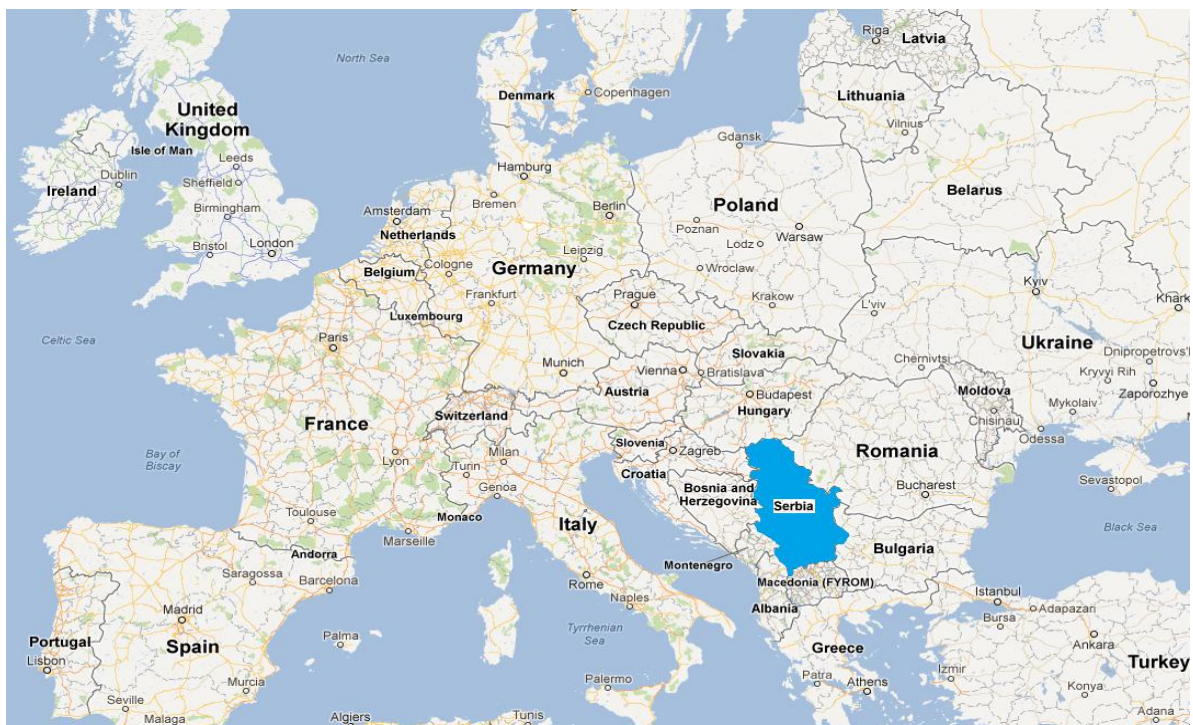 Riga
Latvia
North Sea
Denmark
Copenhagen
Lithuania
Vilnius
United
Kingdom
Isle of Man
Leeds
Gdansk
Dublin
Sheffield
Hamburg
Ireland
Belarus
Birmingham
Bremen
Berlin
Poland
Amsterdam
Netherlands
Poznan
Warsaw
Bristol
London
Lodz
Leipzig
Belgium
Cologne
Germany
Wroclaw
Kyiv
Frankfurt
Prague
Krakow
L'viv
Khark
Luxembourg
Czech Republic
Celtic Sea
Paris
Ukraine
Slovakia
Chernivtsi
Dnipropetrovs'l
Munich
Vienna
Bratislava
Kryvyi Rih
Austria
Budapest
Moldova
Zaporozhye
Switzerland
Hungary
Chisinau
Mykolaiv
France
Odessa
Slovenia
Zagreb
Romania
Bay of
Biscay
Lyon
Milan
Turin
Croatia
Sevastopol
Genoa
Bosnia and
Herzegovina
Bucharest
Serbia
Toulouse
Monaco
Italy
Marseille
Black Sea
Andorra
Bulgaria
Montenegro
Saragossa
Barcelona
Rome
Macedonia (FYROM)
Istanbul
Madrid
Naples
Albania
Adapazari
Bursa
Portugal
Spain
Palma
Tyrrhenian
Sea
Greece
Ankara
Lisbon
Turkey
Murcia
Palermo
Patra
Athens
Izmir
Konya
Seville
Malaga
Algiers
Tunis
Adana